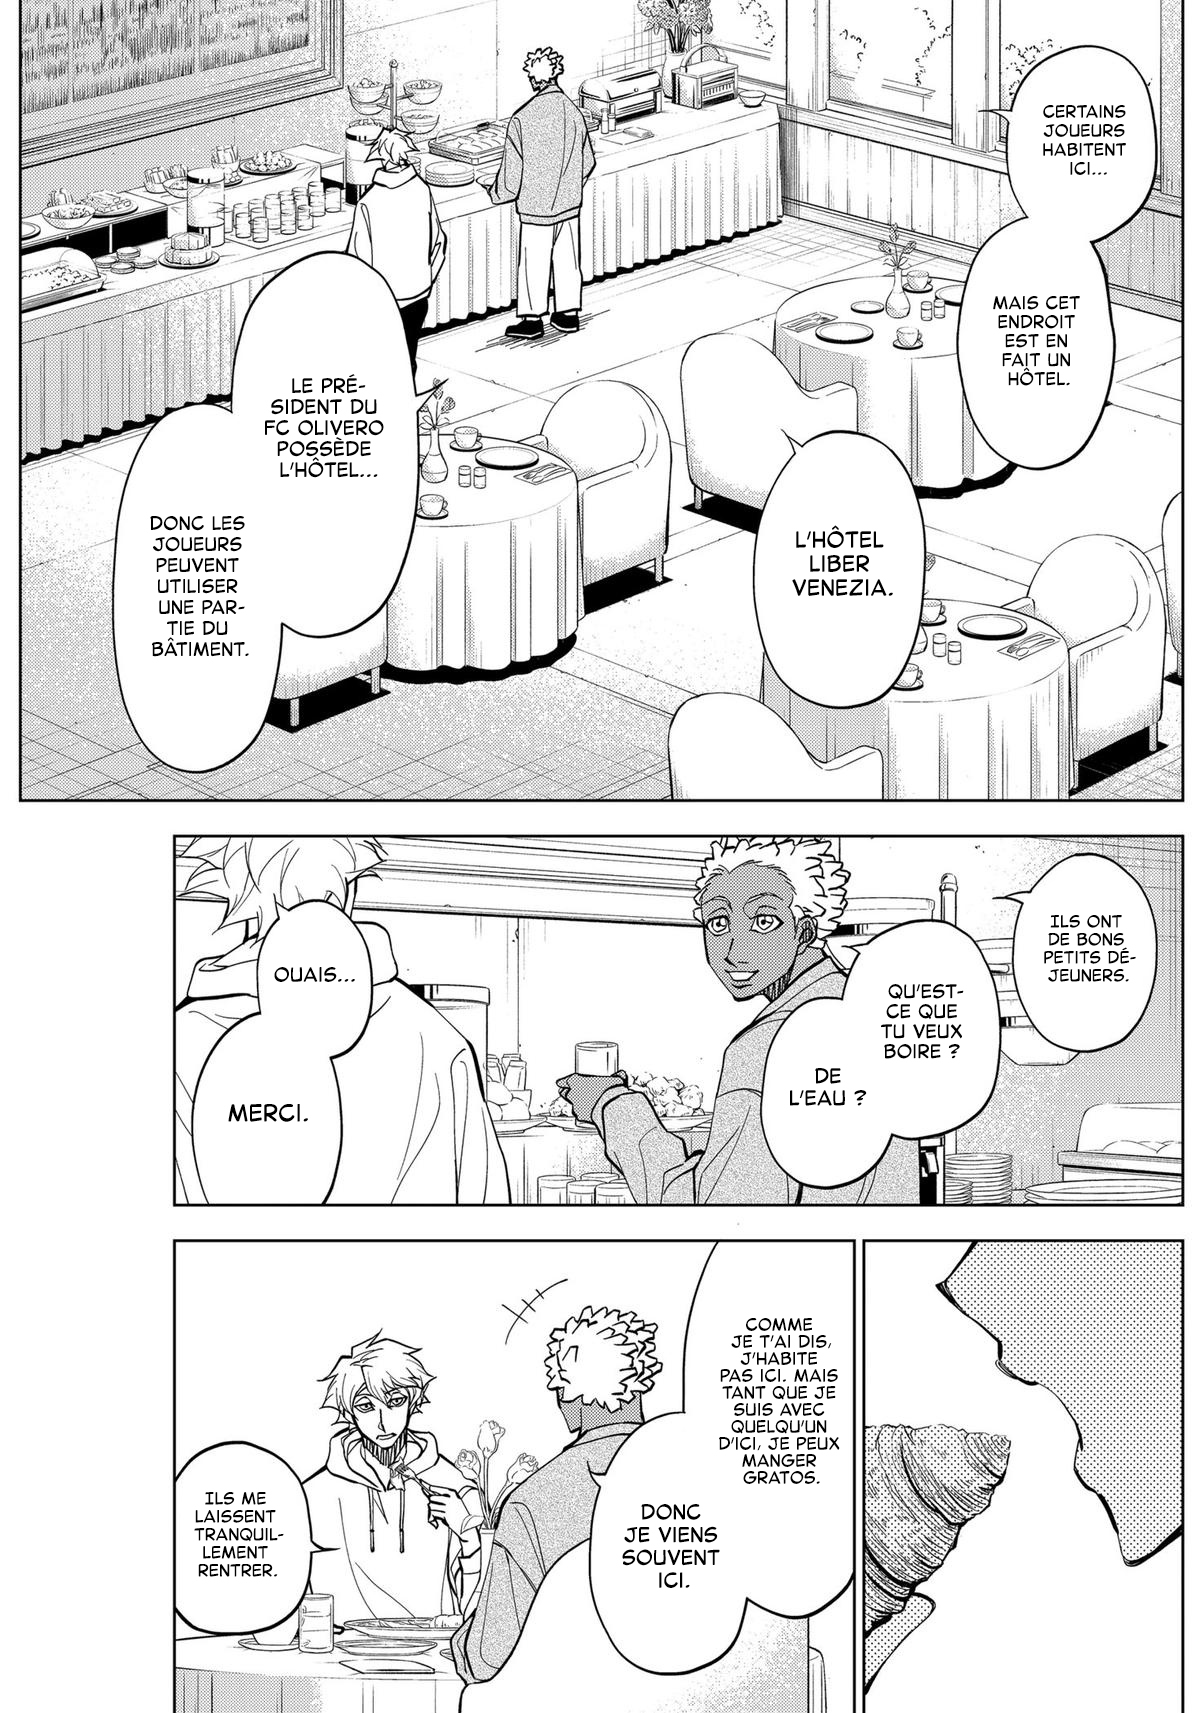 CERTAINS
JOUEURS
HABITENT
ICI...
MAIS CET
ENDROIT
EST EN
FAIT UN
HÔTEL.
L'HÔTEL
LIBER
VENEZIA.
LE PRÉ-
SIDENT DU
FC OLIVERO
POSSÈDE
L'HÔTEL...
DONC LES
JOUEURS
PEUVENT
UTILISER
UNE PAR-
TIE DU
BÂTIMENT.
ILS ONT
DE BONS
PETITS DÉ-
JEUNERS.
QU'EST-
CE QUE
TU VEUX
BOIRE ?
DE
L'EAU ?
OUAIS...
MERCI.
COMME
JE T'AI DIS,
J'HABITE
PAS ICI. MAIS
TANT QUE JE
SUIS AVEC
QUELQU'UN
D'ICI, JE PEUX
MANGER
GRATOS.
DONC
JE VIENS
SOUVENT
ICI.
ILS ME
LAISSENT
TRANQUIL-
LEMENT
RENTRER.